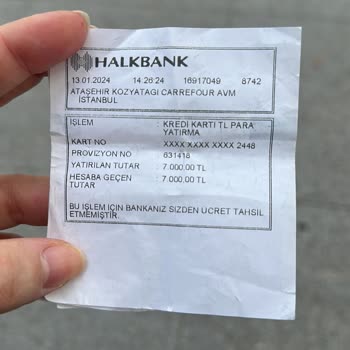 HALKBANK
13.01.2024 14:26:24 16917049 8742
ATAŞEHİR KOZYATAGI CARREFOUR AVM
İSTANBUL
İŞLEM : KREDİ KARTI TL PARA
YATIRMA
KART NO : XXXX XXXX XXXX 2448
PROVİZYON NO : 631418
YATIRILAN TUTAR : 7.000.00 TL
HESABA GEÇEN : 7.000.00 TL
TUTAR
BU İŞLEM İÇİN BANKANIZ SİZDEN ÜCRET TAHSİL
ETMEMİŞTİR.